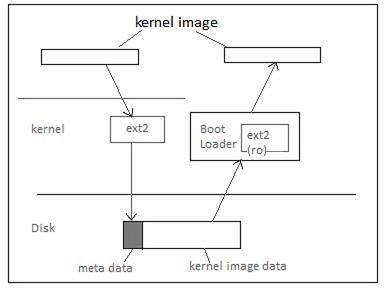 kernel image
kernel
ext2
Boot
Loader
ext2
(ro)
Disk
meta data
kernel image data